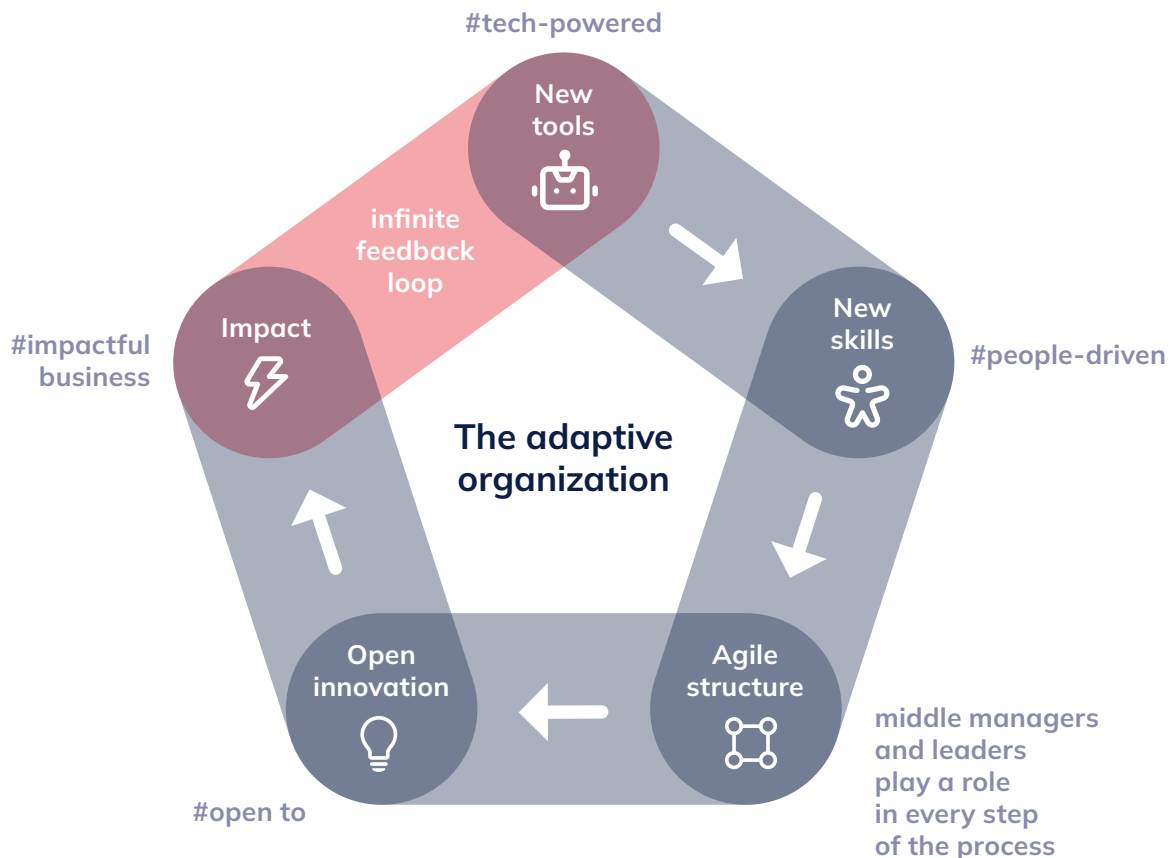 #tech-powered
New
tools
infinite
feedback
loop
New
skills
#people-driven
Impact
#impactful
business
The adaptive
organization
Open
innovation
#open to
Agile
structure
middle managers
and leaders
play a role
in every step
of the process